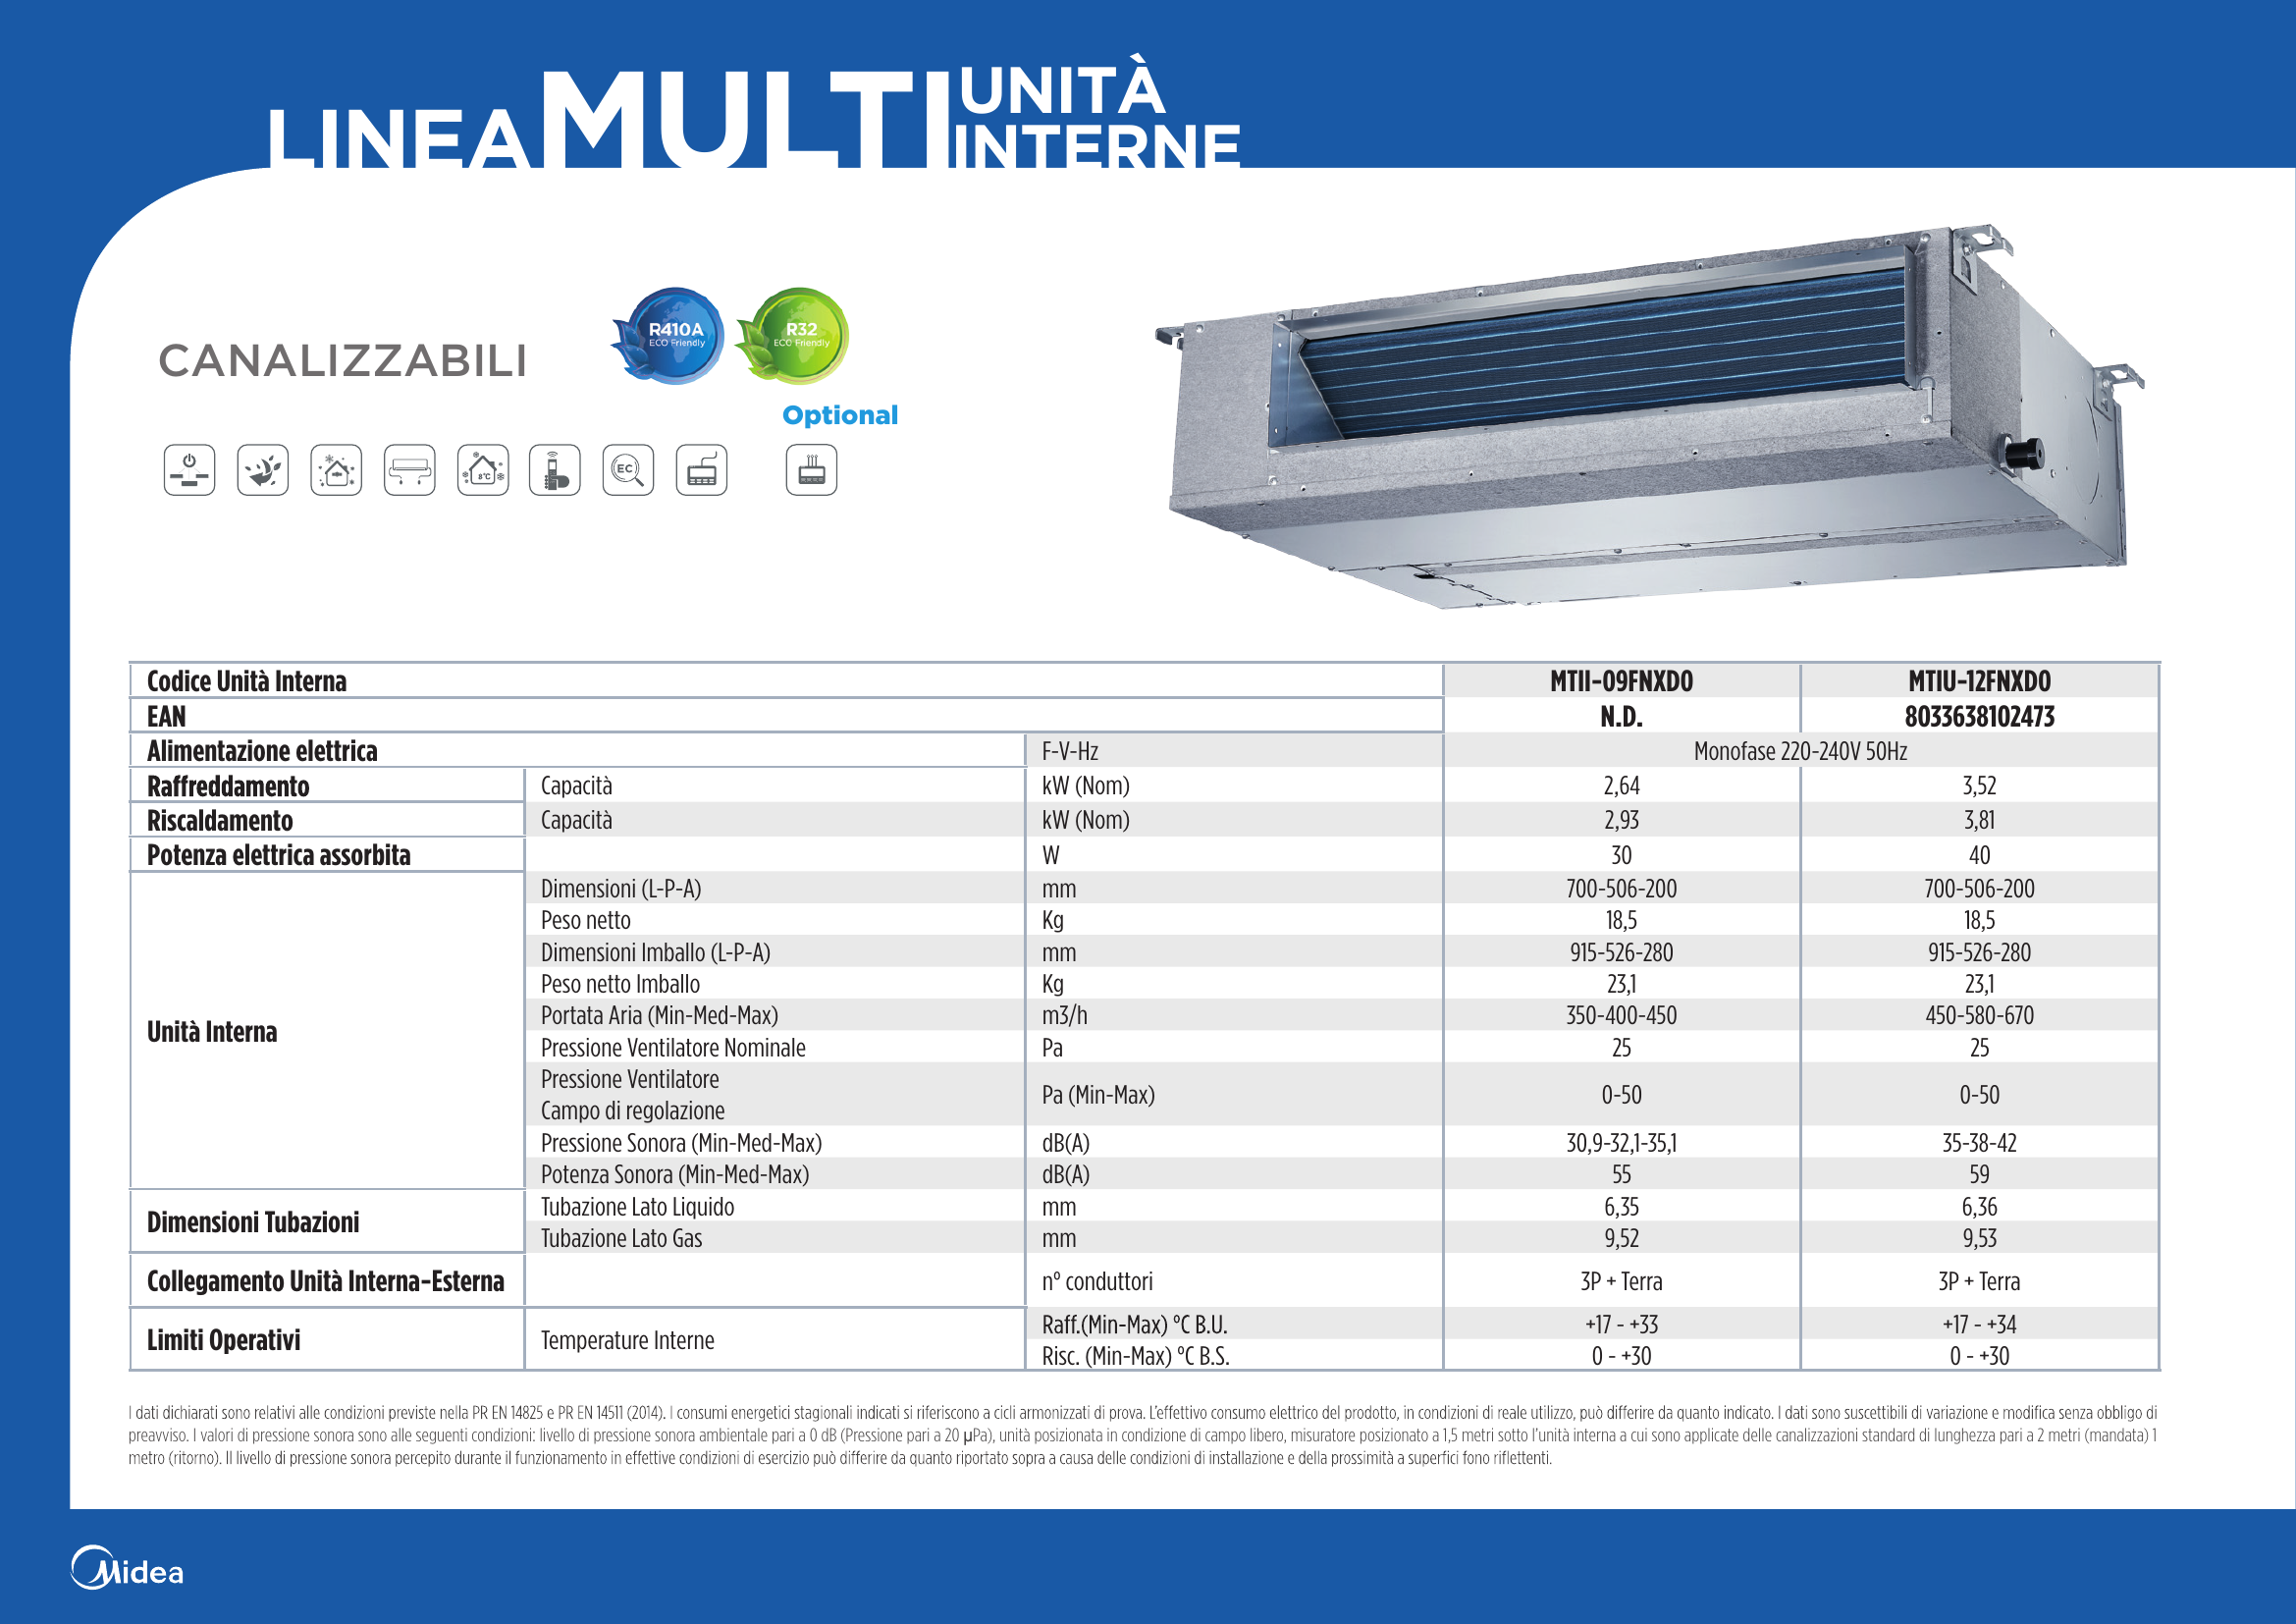 LINEA MULTI UNITÀ
INTERNE
CANALIZZABILI
R410A
ECO Friendly
R32
ECO Friendly
Optional
8°C
EC
Codice Unità Interna MTII-09FNXD0 MTIU-12FNXD0
EAN N.D. 8033638102473
Alimentazione elettrica F-V-Hz Monofase 220-240V 50Hz
Raffreddamento Capacità kW (Nom) 2,64 3,52
Riscaldamento Capacità kW (Nom) 2,93 3,81
Potenza elettrica assorbita W 30 40
Unità Interna
Dimensioni (L-P-A) mm 700-506-200 700-506-200
Peso netto Kg 18,5 18,5
Dimensioni Imballo (L-P-A) mm 915-526-280 915-526-280
Peso netto Imballo Kg 23,1 23,1
Portata Aria (Min-Med-Max) m3/h 350-400-450 450-580-670
Pressione Ventilatore Nominale Pa 25 25
Pressione Ventilatore
Campo di regolazione Pa (Min-Max) 0-50 0-50
Pressione Sonora (Min-Med-Max) dB(A) 30,9-32,1-35,1 35-38-42
Potenza Sonora (Min-Med-Max) dB(A) 55 59
Dimensioni Tubazioni
Tubazione Lato Liquido mm 6,35 6,36
Tubazione Lato Gas mm 9,52 9,53
Collegamento Unità Interna-Esterna n° conduttori 3P + Terra 3P + Terra
Limiti Operativi Temperature Interne
Raff.(Min-Max) °C B.U. +17 - +33 +17 - +34
Risc. (Min-Max) °C B.S. 0 - +30 0 - +30
I dati dichiarati sono relativi alle condizioni previste nella PR EN 14825 e PR EN 14511 (2014). I consumi energetici stagionali indicati si riferiscono a cicli armonizzati di prova. L'effettivo consumo elettrico del prodotto, in condizioni di reale utilizzo, può differire da quanto indicato. I dati sono suscettibili di variazione e modifica senza obbligo di
preavviso. I valori di pressione sonora sono alle seguenti condizioni: livello di pressione sonora ambientale pari a 0 dB (Pressione pari a 20 µPa), unità posizionata in condizione di campo libero, misuratore posizionato a 1,5 metri sotto l'unità interna a cui sono applicate delle canalizzazioni standard di lunghezza pari a 2 metri (mandata) 1
metro (ritorno). Il livello di pressione sonora percepito durante il funzionamento in effettive condizioni di esercizio può differire da quanto riportato sopra a causa delle condizioni di installazione e della prossimità a superfici fono riflettenti.
Midea